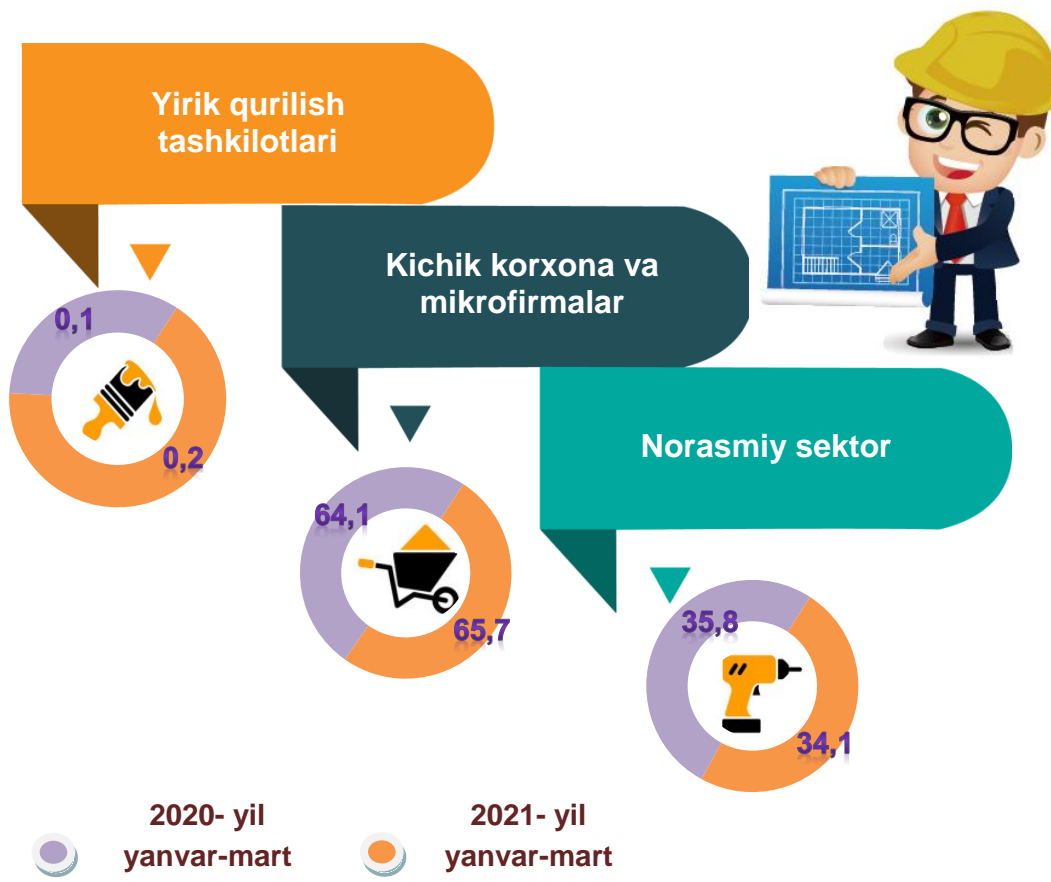 Yirik qurilish
tashkilotlari
Kichik korxona va
mikrofirmalar
Norasmiy sektor
0,1
0,2
64,1
65,7
35,8
34,1
2020- yil
yanvar-mart
2021- yil
yanvar-mart